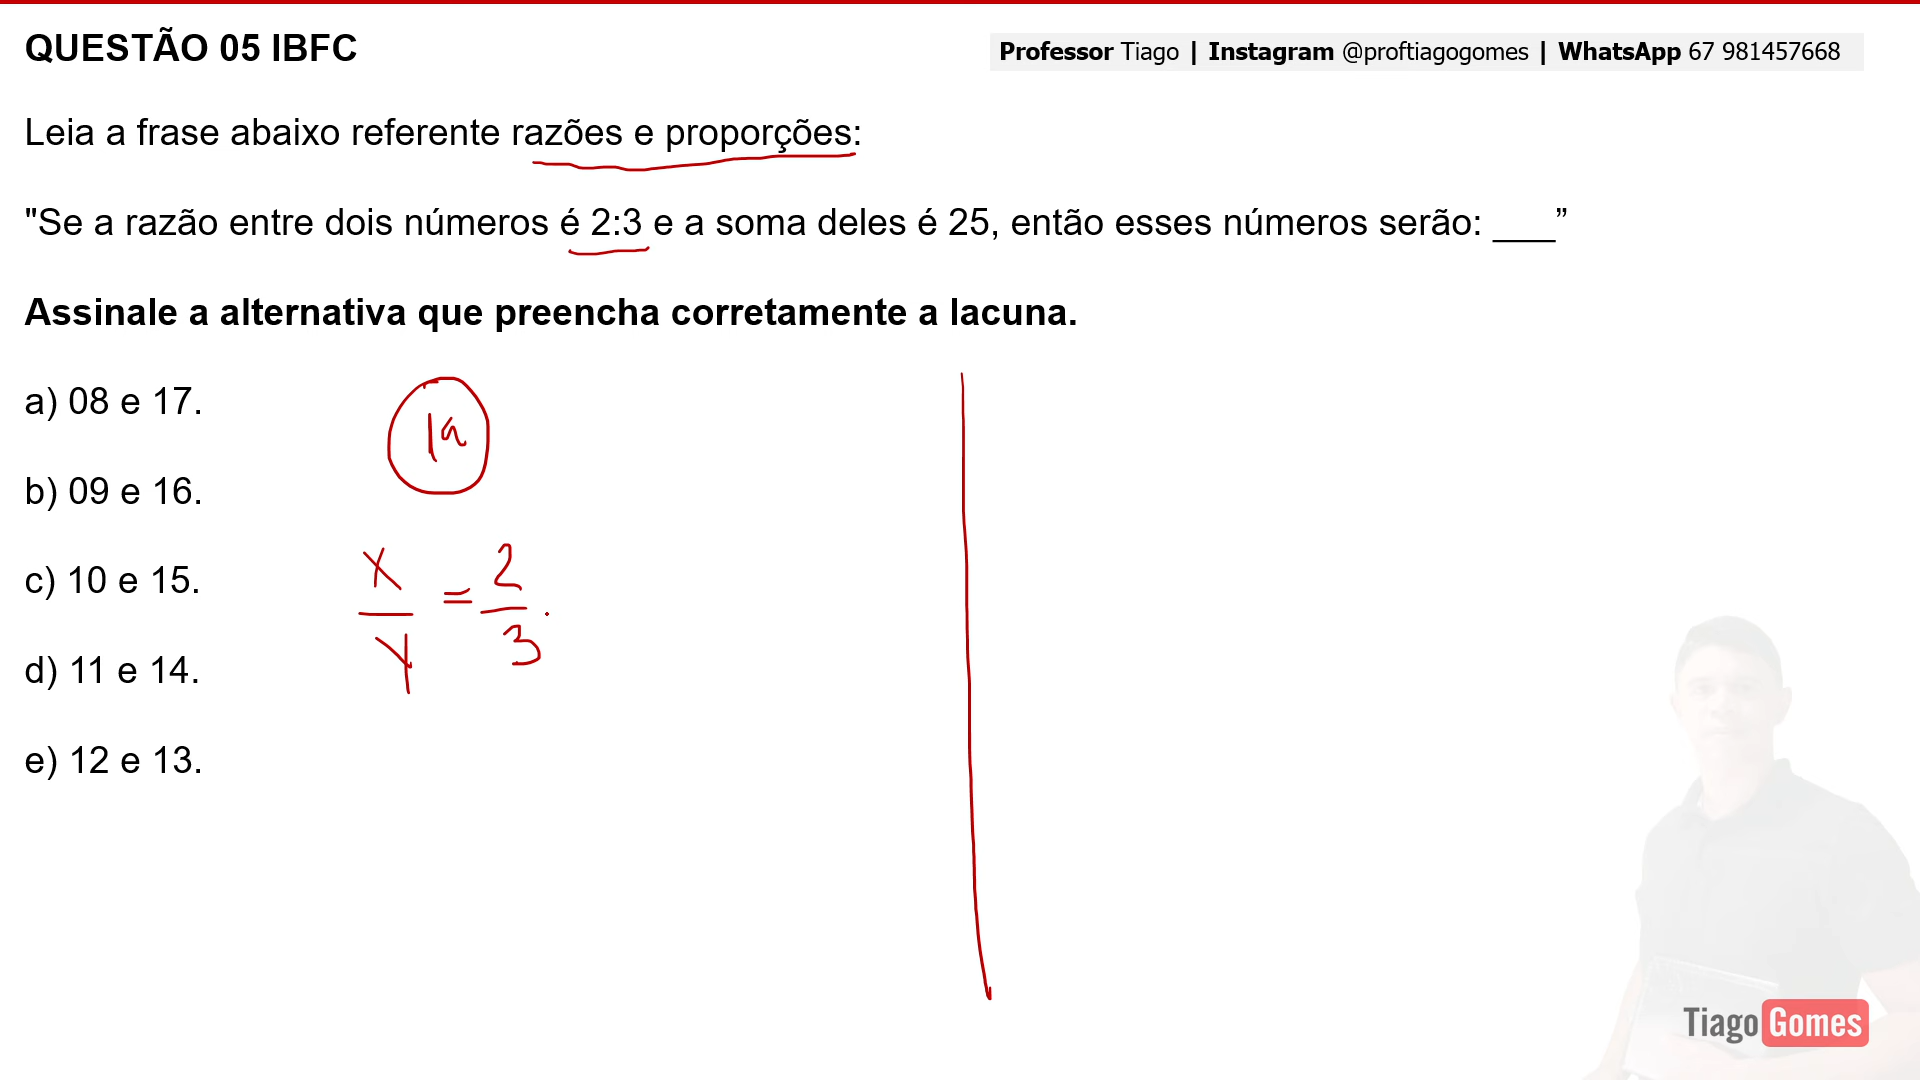 QUESTÃO 05 IBFC
Professor Tiago | Instagram @proftiagogomes | WhatsApp 67 981457668
Leia a frase abaixo referente razões e proporções:
"Se a razão entre dois números é 2:3 e a soma deles é 25, então esses números serão: ___”
Assinale a alternativa que preencha corretamente a lacuna.
a) 08 e 17.
b) 09 e 16.
c) 10 e 15.
d) 11 e 14.
e) 12 e 13.
1ª
x/y = 2/3
Tiago Gomes